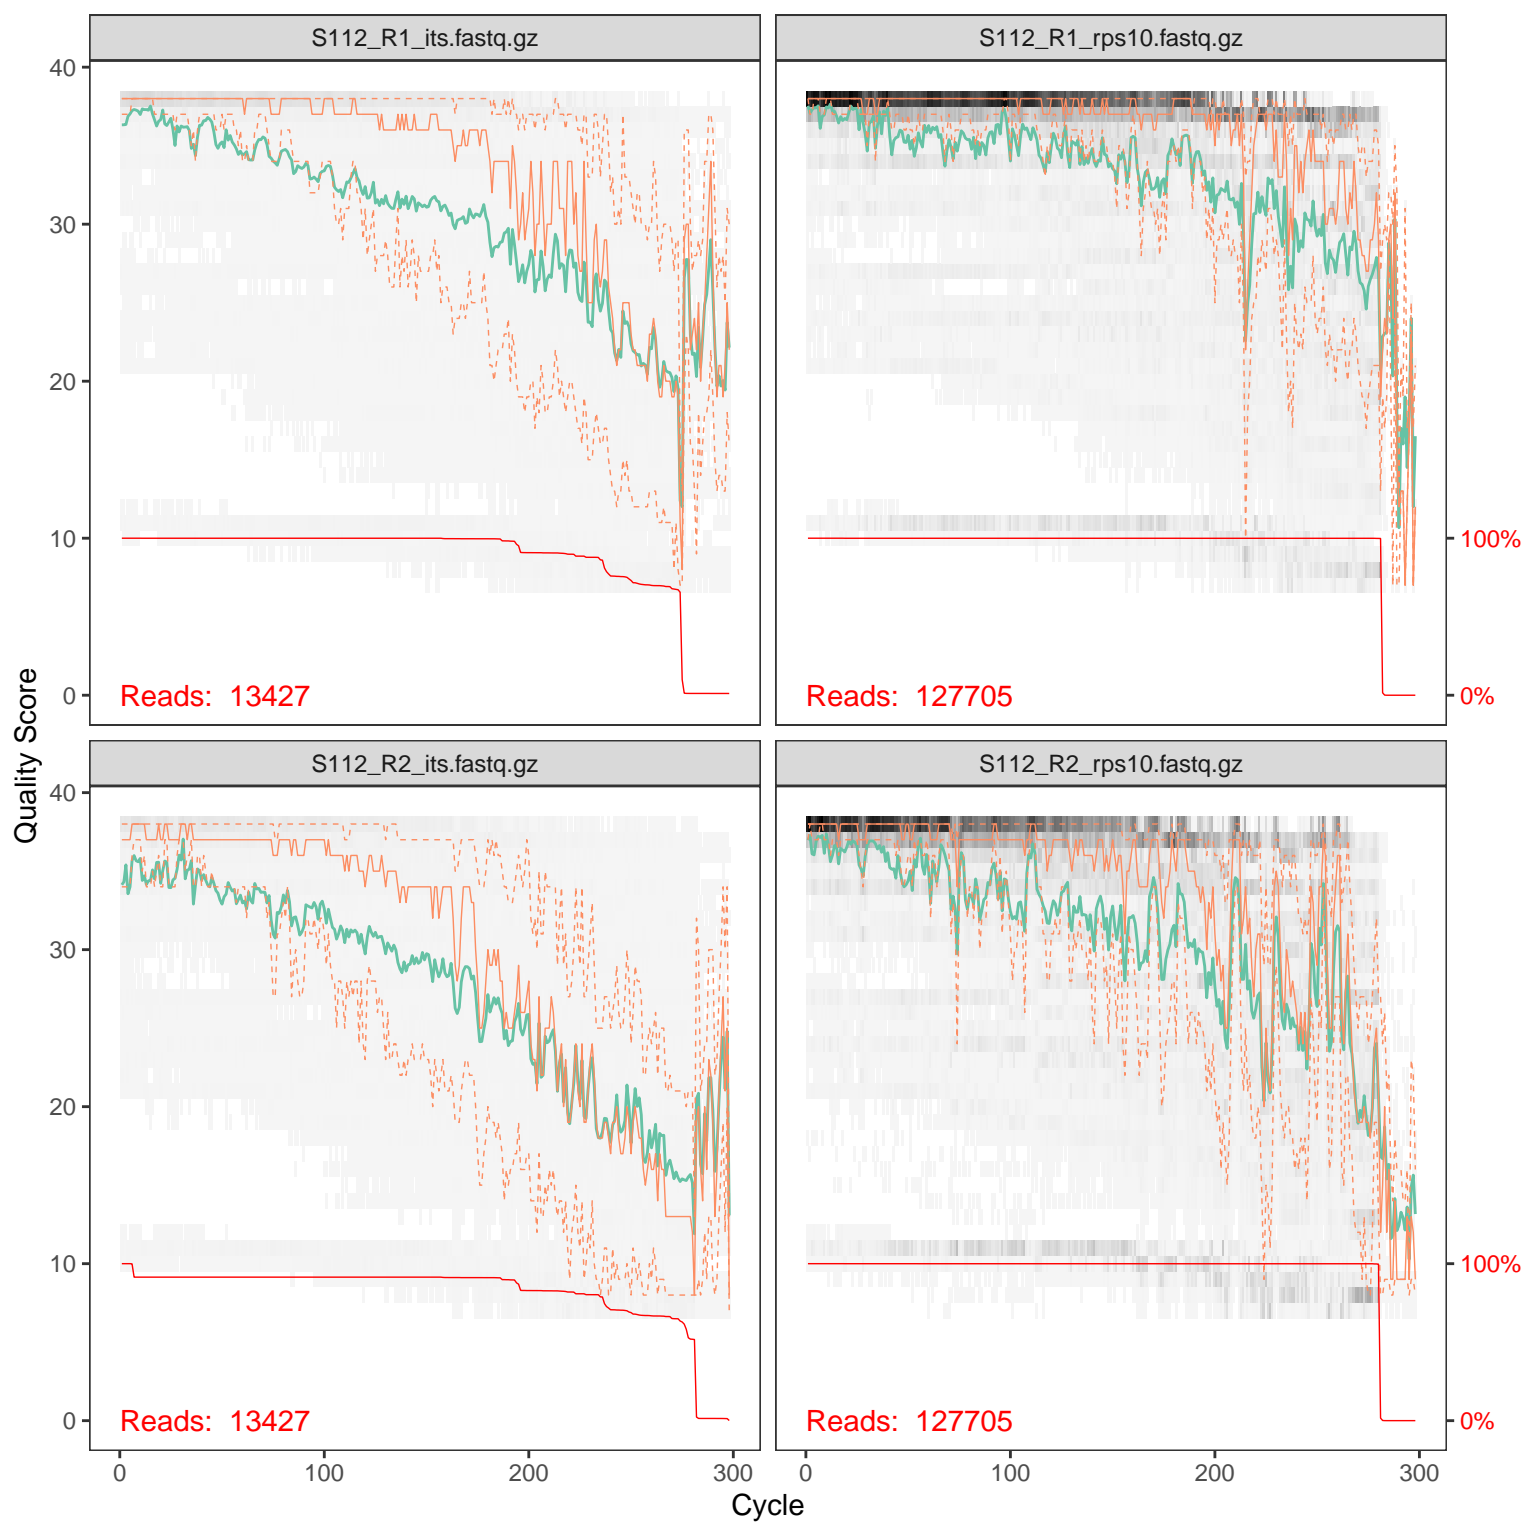 S112_R1_its.fastq.gz
S112_R1_rps10.fastq.gz
40
30
20
10
0
Reads: 13427
Reads: 127705
100%
0%
Quality Score
S112_R2_its.fastq.gz
S112_R2_rps10.fastq.gz
40
30
20
10
0
Reads: 13427
Reads: 127705
100%
0%
0 100 200 300
0 100 200 300
Cycle